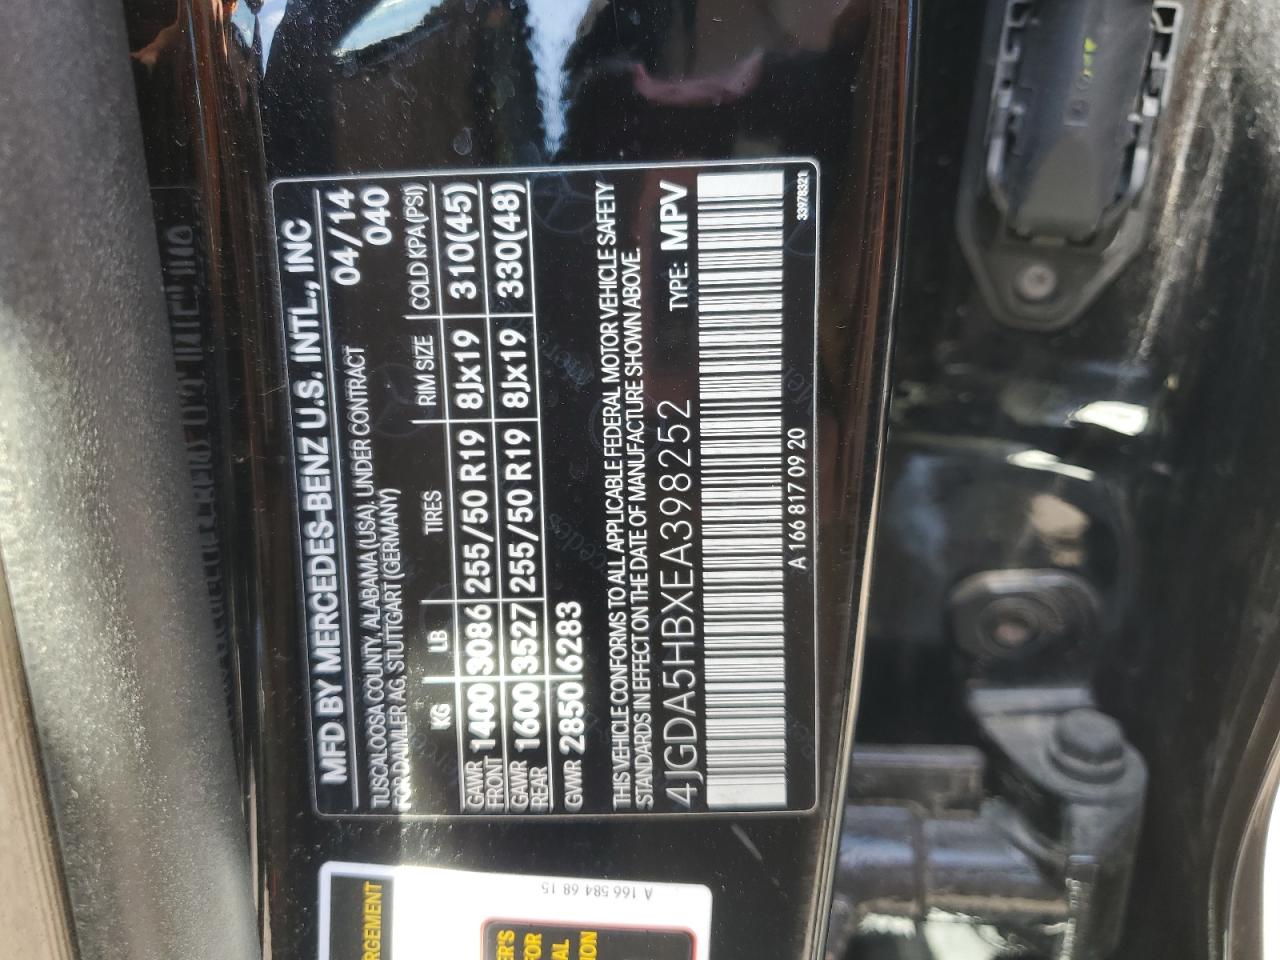 MFD BY MERCEDES-BENZ U.S. INTL., INC
TUSCALOOSA COUNTY, ALABAMA (USA), UNDER CONTRACT 04/14
FOR DAIMLER AG, STUTTGART (GERMANY) 040
KG LB TIRES RIM SIZE COLD KPA(PSI)
GAWR FRONT 1400 3086 255/50 R19 8Jx19 310(45)
GAWR REAR 1600 3527 255/50 R19 8Jx19 330(48)
GVWR 2850 6283
THIS VEHICLE CONFORMS TO ALL APPLICABLE FEDERAL MOTOR VEHICLE SAFETY
STANDARDS IN EFFECT ON THE DATE OF MANUFACTURE SHOWN ABOVE.
4JGDA5HBXEA398252 TYPE: MPV
A 166 817 09 20 33978321
A 166 584 68 15